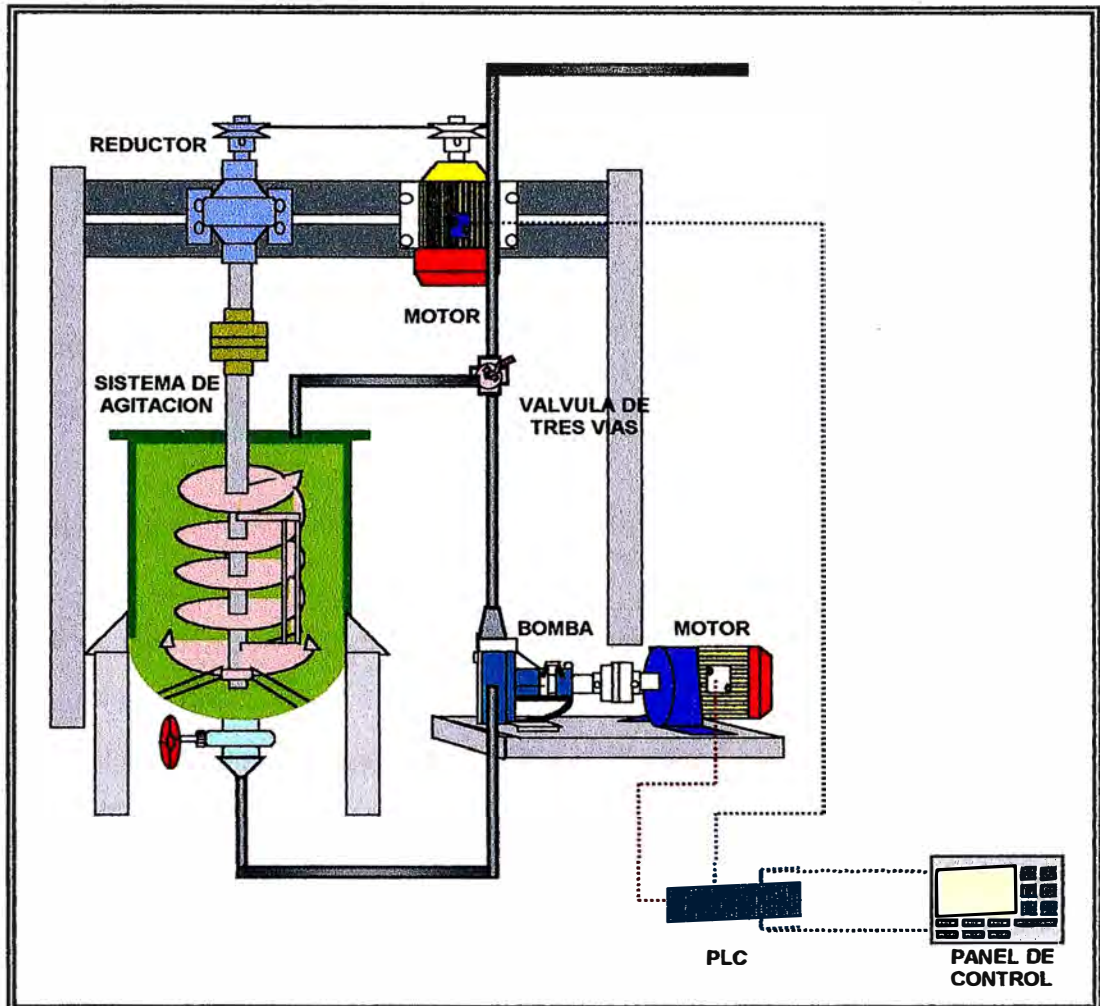 REDUCTOR
MOTOR
SISTEMA DE
AGITACION
VALVULA DE
TRES VIAS
BOMBA
MOTOR
PLC
PANEL DE
CONTROL